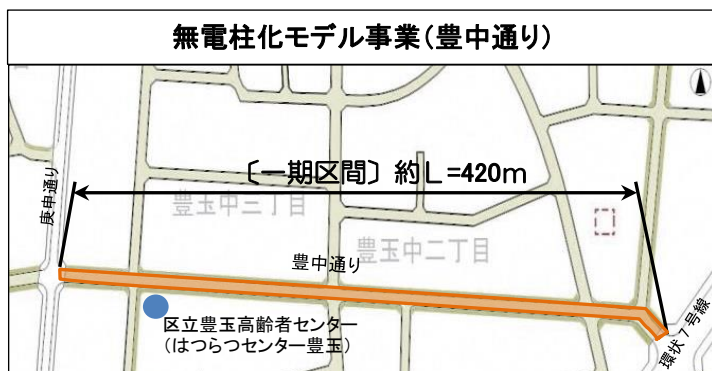 無電柱化モデル事業(豊中通り)
〔一期区間〕 約L=420m
庚申通り
豊玉中三丁目
豊玉中二丁目
豊中通り
区立豊玉高齢者センター
(はつらつセンター豊玉)
環状7号線